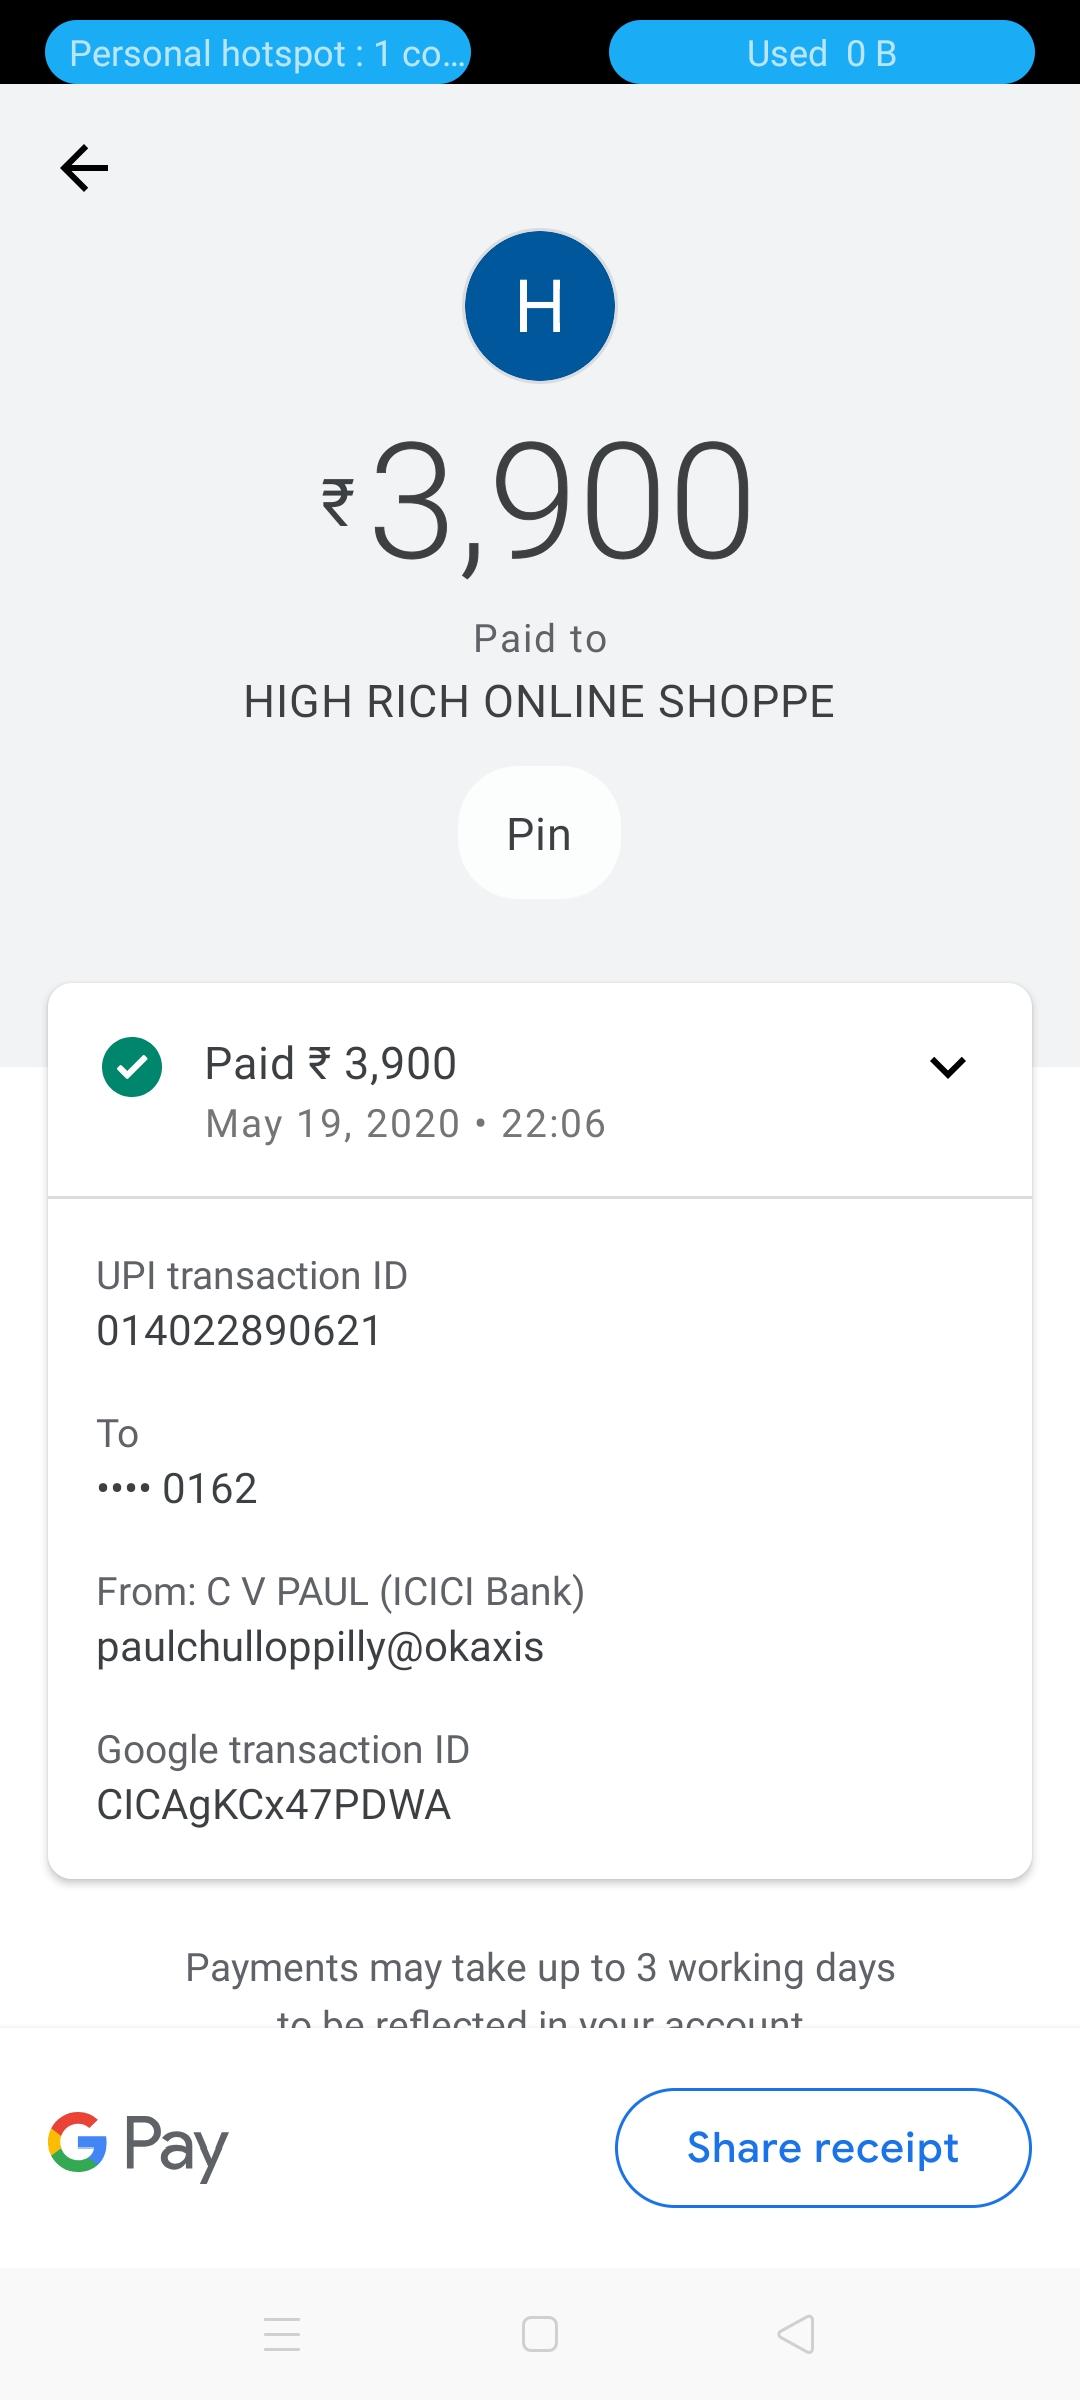 Personal hotspot : 1 co...
Used 0 B
H
₹3,900
Paid to
HIGH RICH ONLINE SHOPPE
Pin
Paid ₹ 3,900
May 19, 2020 • 22:06
UPI transaction ID
014022890621
To
•••• 0162
From: C V PAUL (ICICI Bank)
paulchulloppilly@okaxis
Google transaction ID
CICAgKCx47PDWA
Payments may take up to 3 working days
to be reflected in your account
G Pay
Share receipt